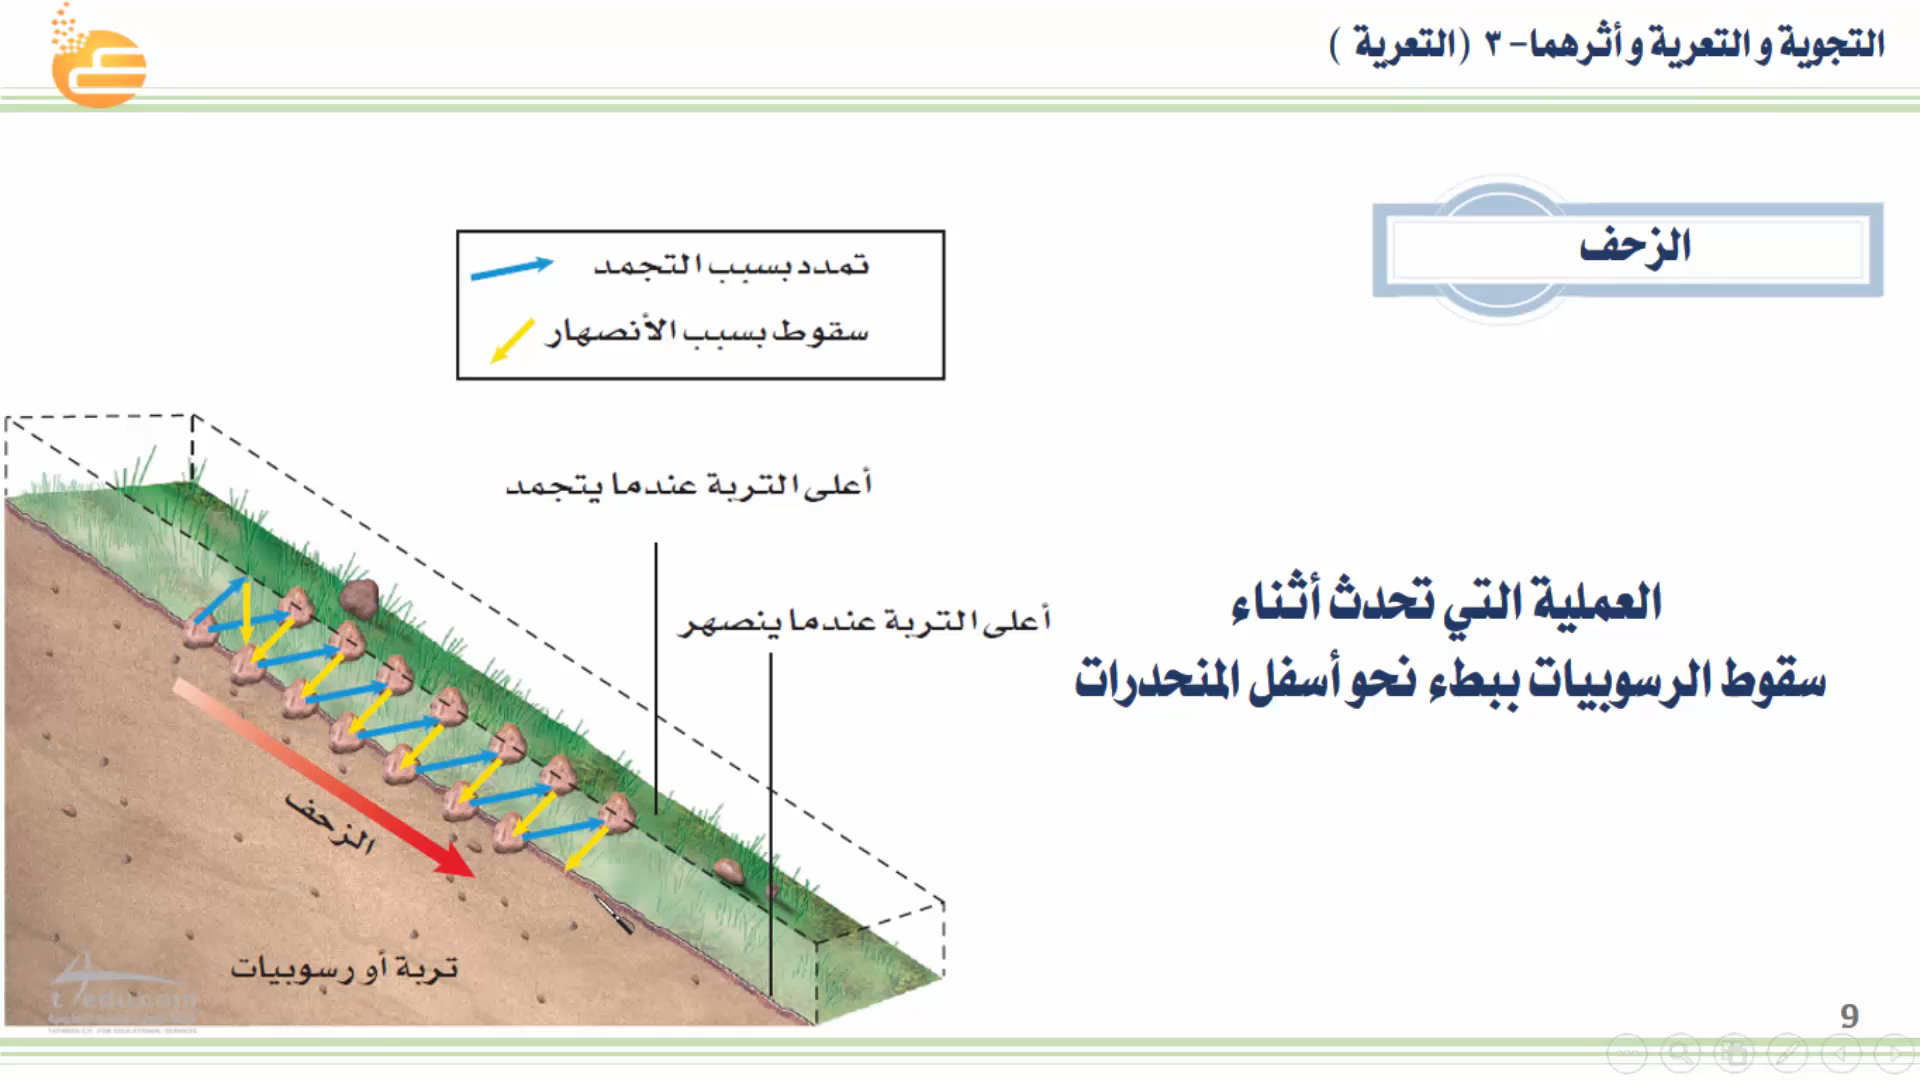 التجوية و التعرية و أثرهما- ٣ (التعرية )
الزحف
تمدد بسبب التجمد
سقوط بسبب الأنصهار
أعلى التربة عندما يتجمد
أعلى التربة عندما ينصهر
العملية التي تحدث أثناء
سقوط الرسوبيات ببطء نحو أسفل المنحدرات
الزحف
تربة أو رسوبيات
9